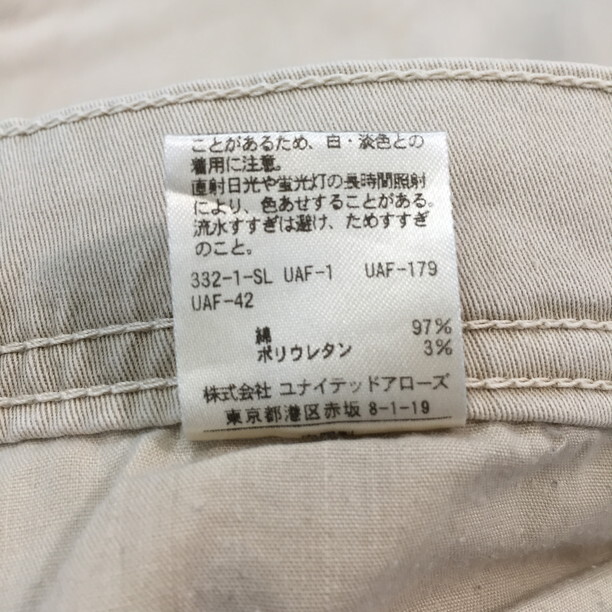 ことがあるため、白・淡色との
着用に注意。
直射日光や蛍光灯の長時間照射
により、色あせすることがある。
流水すすぎは避け、ためすすぎ
のこと。
332-1-SL UAF-1 UAF-179
UAF-42
綿 97%
ポリウレタン 3%
株式会社 ユナイテッドアローズ
東京都港区赤坂 8-1-19